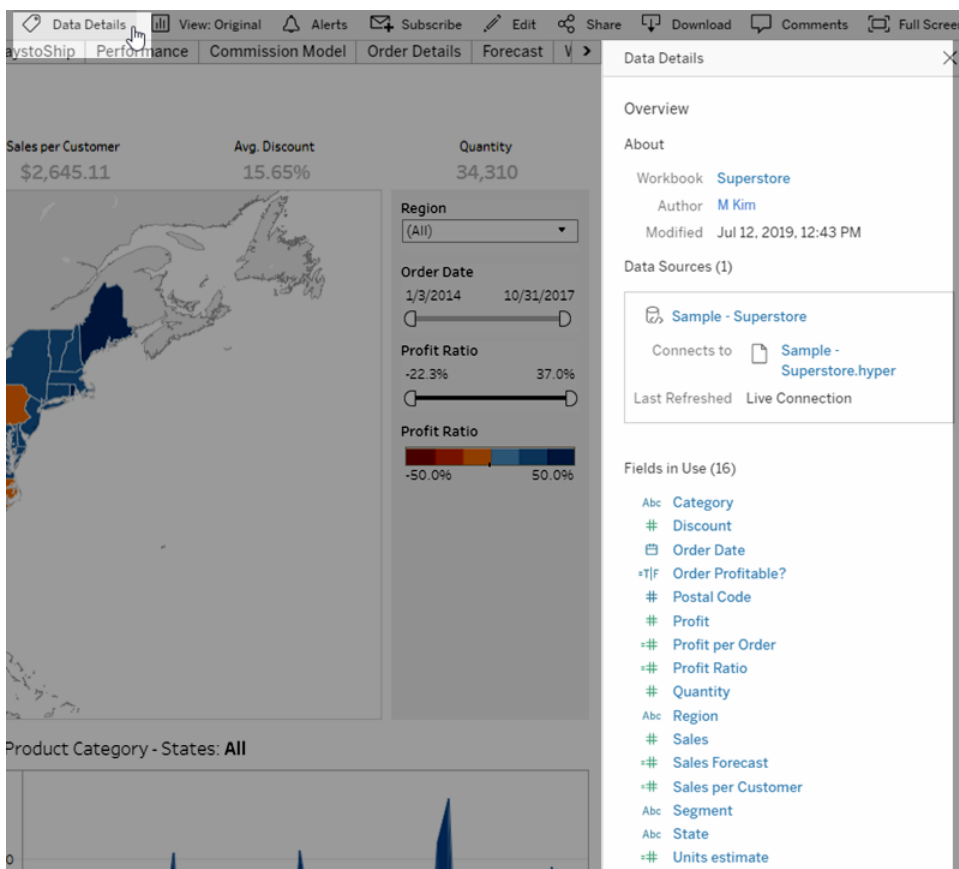 Data Details View: Original Alerts Subscribe Edit Share Download Comments Full Screen
aystoShip Performance Commission Model Order Details Forecast
Sales per Customer Avg. Discount Quantity
$2,645.11 15.65% 34,310
Region
(All)
Order Date
1/3/2014 10/31/2017
Profit Ratio
-22.3% 37.0%
Profit Ratio
-50.0% 50.0%
Product Category - States: All
0
Data Details
Overview
About
Workbook Superstore
Author M Kim
Modified Jul 12, 2019, 12:43 PM
Data Sources (1)
Sample - Superstore
Connects to Sample -
Superstore.hyper
Last Refreshed Live Connection
Fields in Use (16)
Abc Category
# Discount
Order Date
=T|F Order Profitable?
# Postal Code
# Profit
=# Profit per Order
=# Profit Ratio
# Quantity
Abc Region
# Sales
=# Sales Forecast
=# Sales per Customer
Abc Segment
Abc State
=# Units estimate